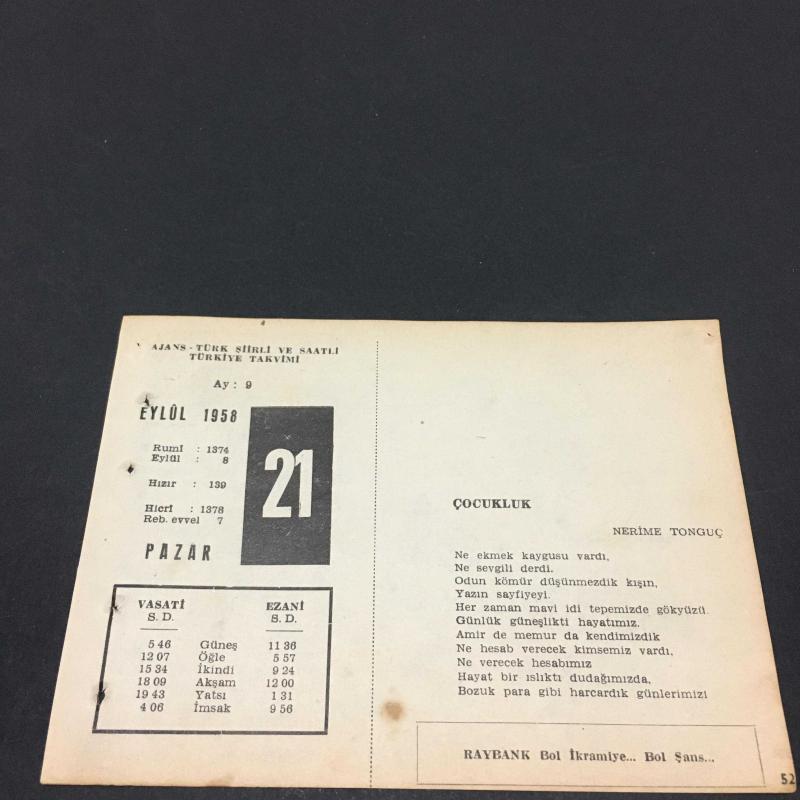 AJANS - TÜRK ŞİİRLİ VE SAATLİ
TÜRKİYE TAKVİMİ
Ay : 9
EYLÛL 1958
21
Rumî : 1374
Eylül : 8
Hızır : 139
Hicrî : 1378
Reb. evvel 7
PAZAR
VASATİ EZANİ
S. D. S. D.
5 46 Güneş 11 36
12 07 Öğle 5 57
15 34 İkindi 9 24
18 09 Akşam 12 00
19 43 Yatsı 1 31
4 06 İmsak 9 56
ÇOCUKLUK
NERİME TONGUÇ
Ne ekmek kaygusu vardı,
Ne sevgili derdi.
Odun kömür düşünmezdik kışın,
Yazın sayfiyeyi.
Her zaman mavi idi tepemizde gökyüzü.
Günlük güneşlikti hayatımız.
Amir de memur da kendimizdik
Ne hesab verecek kimsemiz vardı,
Ne verecek hesabımız
Hayat bir ıslıktı dudağımızda,
Bozuk para gibi harcardık günlerimizi
RAYBANK Bol İkramiye... Bol Şans...
52